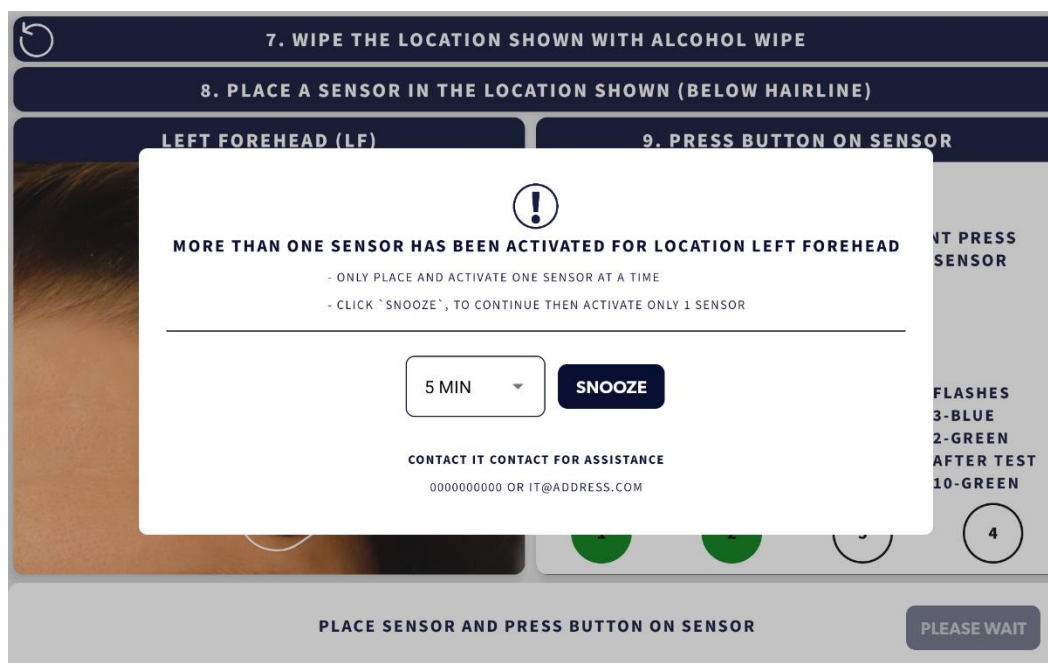 7. WIPE THE LOCATION SHOWN WITH ALCOHOL WIPE
8. PLACE A SENSOR IN THE LOCATION SHOWN (BELOW HAIRLINE)
LEFT FOREHEAD (LF)
9. PRESS BUTTON ON SENSOR
!
MORE THAN ONE SENSOR HAS BEEN ACTIVATED FOR LOCATION LEFT FOREHEAD
- ONLY PLACE AND ACTIVATE ONE SENSOR AT A TIME
- CLICK `SNOOZE`, TO CONTINUE THEN ACTIVATE ONLY 1 SENSOR
5 MIN
SNOOZE
CONTACT IT CONTACT FOR ASSISTANCE
0000000000 OR IT@ADDRESS.COM
NT PRESS
SENSOR
FLASHES
3-BLUE
2-GREEN
AFTER TEST
10-GREEN
4
PLACE SENSOR AND PRESS BUTTON ON SENSOR
PLEASE WAIT